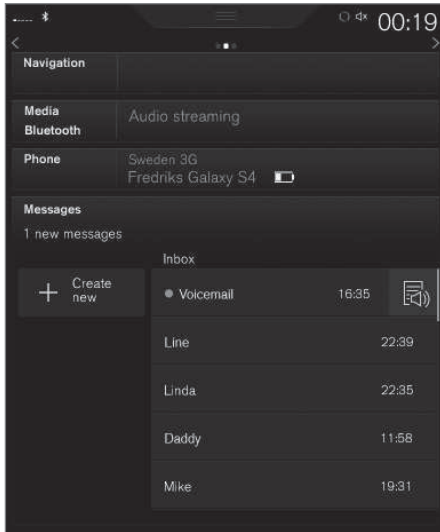 00:19
Navigation
Media
Bluetooth
Audio streaming
Phone
Sweden 3G
Fredriks Galaxy S4
Messages
1 new messages
Inbox
Create
new
Voicemail 16:35
Line 22:39
Linda 22:35
Daddy 11:58
Mike 19:31